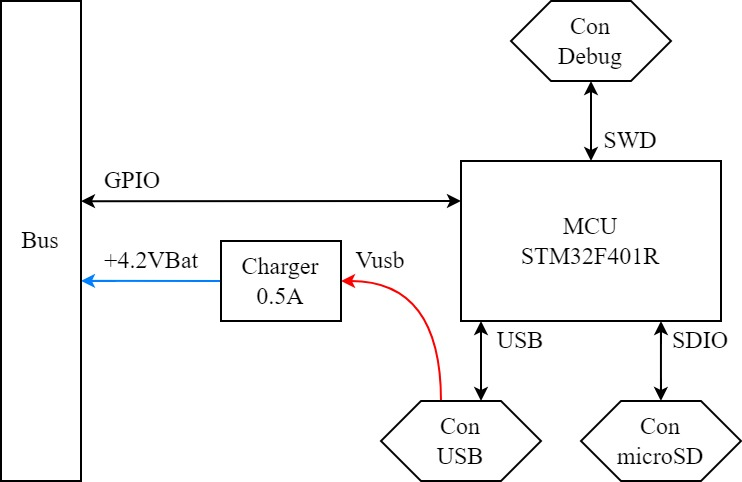 Con
Debug
SWD
GPIO
MCU
STM32F401R
Bus
+4.2VBat
Charger
0.5A
Vusb
USB
SDIO
Con
USB
Con
microSD